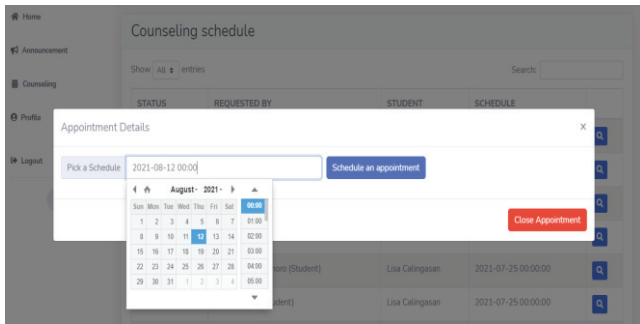 Home
Counseling schedule
Announcement
Show All entries Search:
Counseling
STATUS REQUESTED BY STUDENT SCHEDULE
Profile
Appointment Details X
Logout
Pick a Schedule 2021-08-12 00:00 Schedule an appointment
August 2021
Sun Mon Tue Wed Thu Fri Sat 00:00
1 2 3 4 5 6 7 01:00
8 9 10 11 12 13 14 02:00
15 16 17 18 19 20 21 03:00
22 23 24 25 26 27 28 04:00
29 30 31 1 2 3 4 05:00
Close Appointment
(Student) Lisa Calingasan 2021-07-25 00:00:00
Lisa Calingasan 2021-07-25 00:00:00